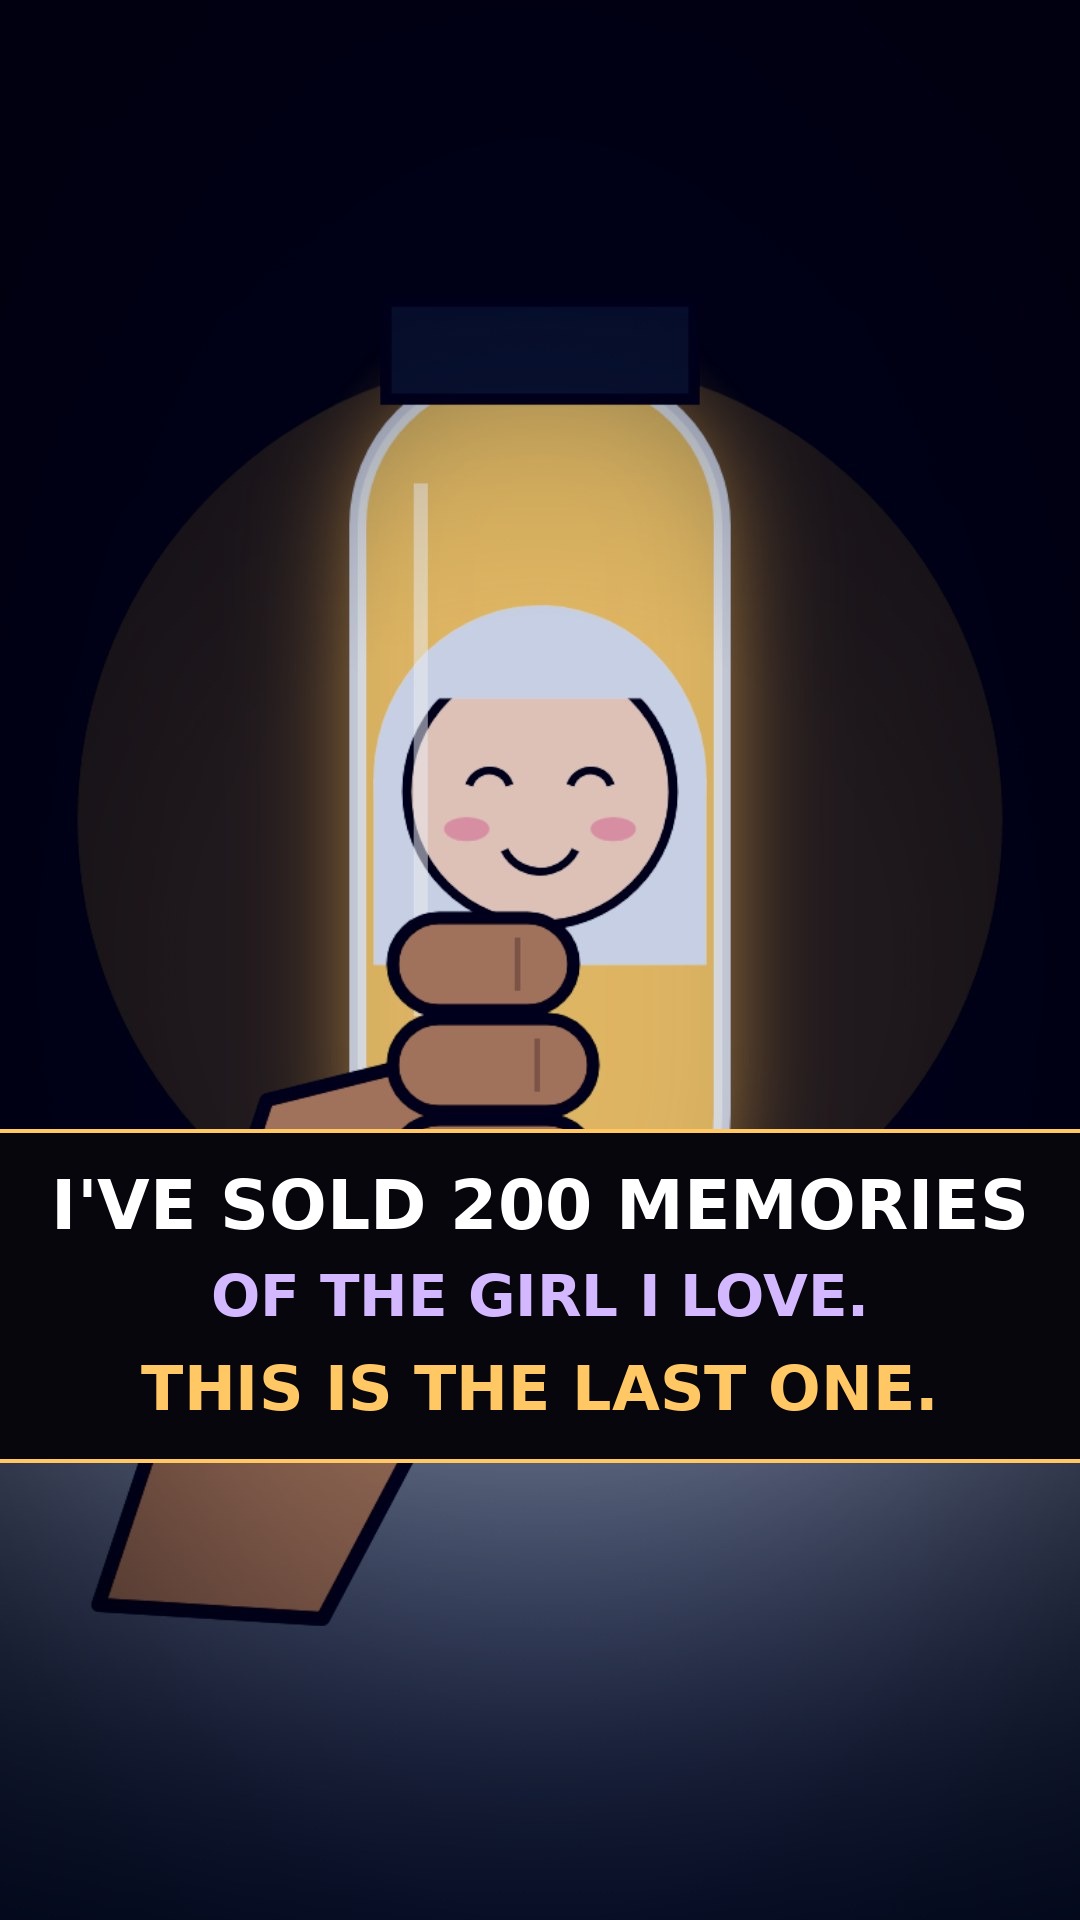 I'VE SOLD 200 MEMORIES
OF THE GIRL I LOVE.
THIS IS THE LAST ONE.